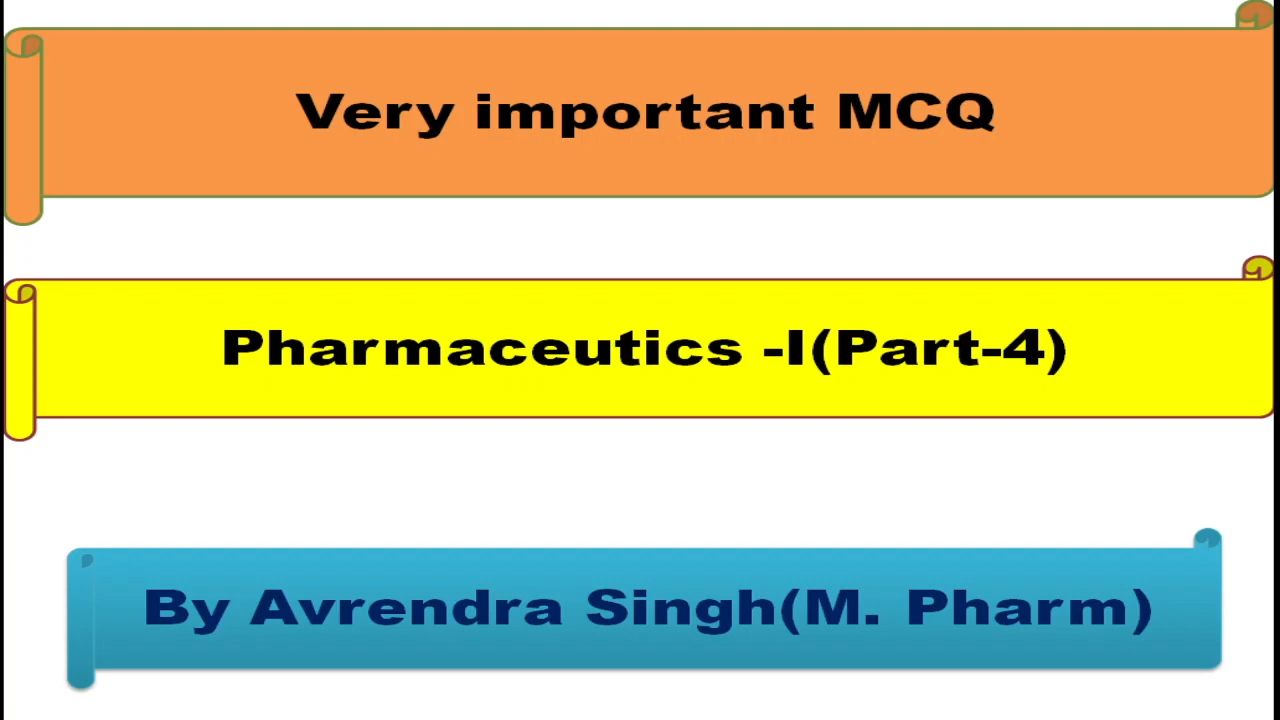 Very important MCQ
Pharmaceutics -I(Part-4)
By Avrendra Singh(M. Pharm)